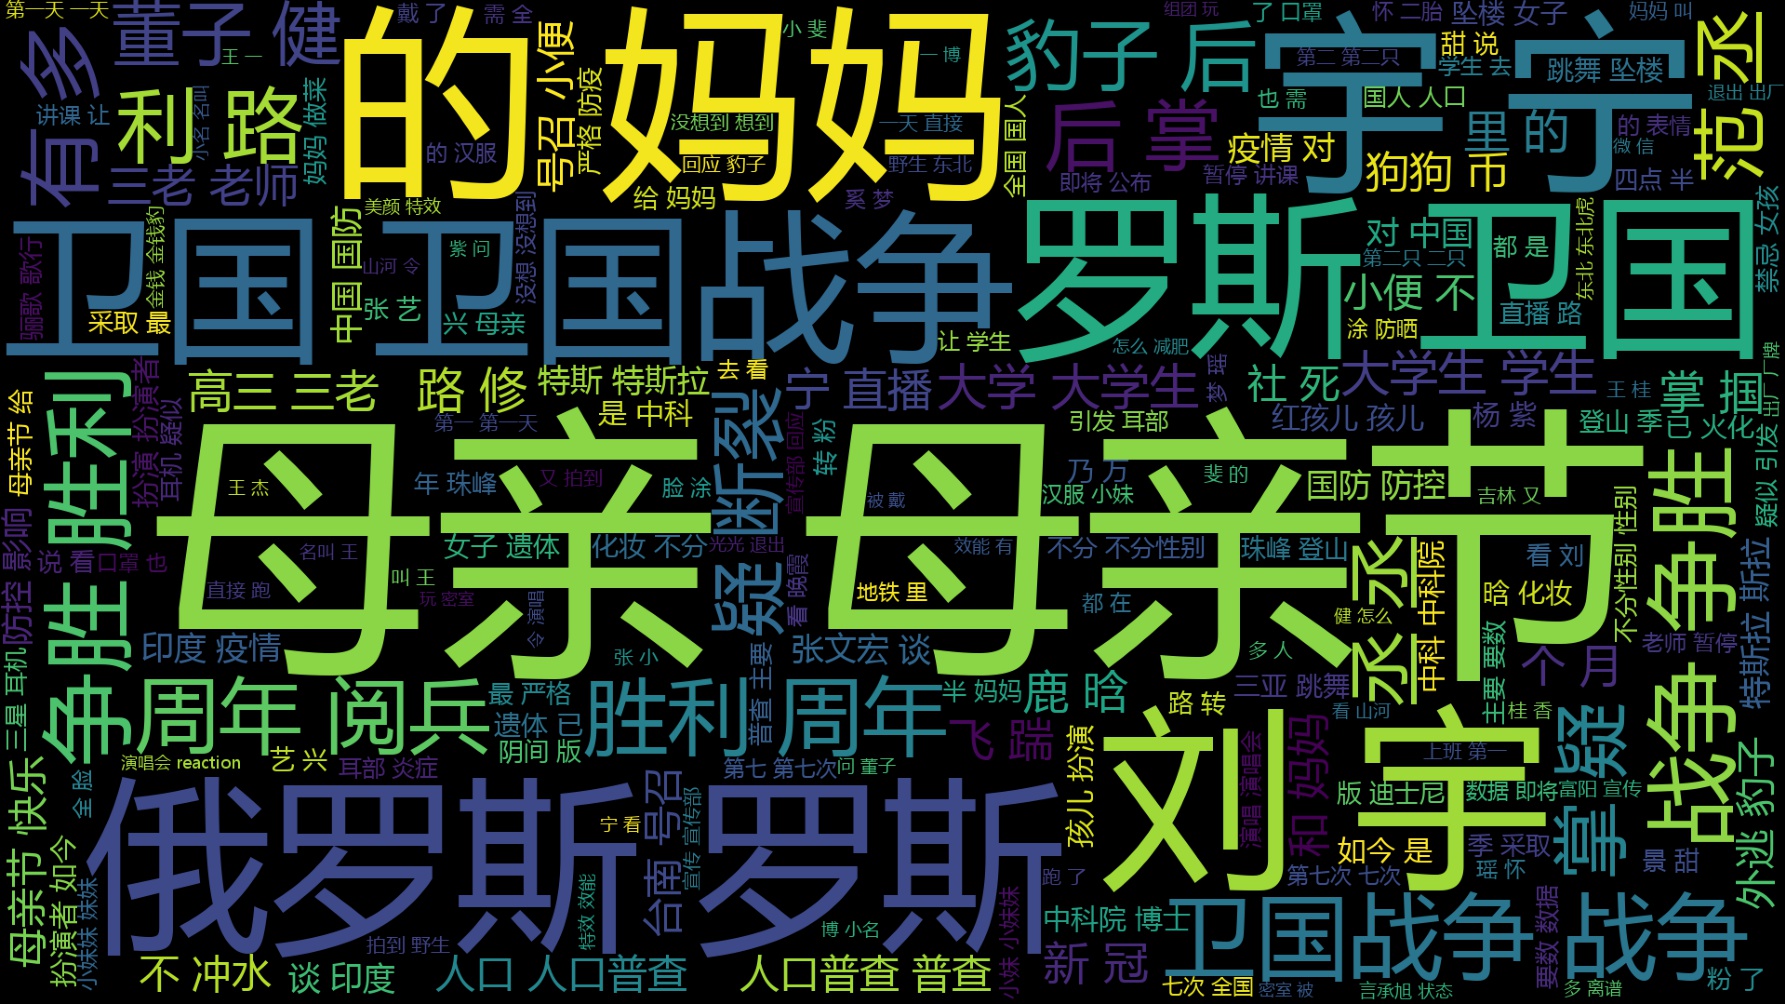 第一天 一天
董子 健
戴了 需 全
的 妈妈
小 斐
组团 玩
了 口罩
怀 二胎
坠楼 女子
妈妈 叫
范 丞
有多
王 一
号召 小便
严格 防疫
一 博
豹子 后
宇 宁
第二 第二只
甜 说
学生 去
跳舞 坠楼
退出 出厂
讲课 让
利 路
小名 名叫
妈妈 做菜
没想到 想到
一天 直接
全国 国人
后 掌
也 需
国人 人口
里 的
的 表情
微 信
三老 老师
的 汉服
回应 豹子
野生 东北
疫情 对
狗狗 币
四点 半
给 妈妈
奚 梦
即将 公布
暂停 讲课
美颜 特效
骊歌 歌行
金钱 金钱豹
卫国 卫国战争
中国 国防
紫 问
山河 令
没想 没想到
罗斯 卫国
对 中国
第二只 一只
都 是
东北 东北虎
禁忌 女孩
采取 最
张 艺
兴 母亲
小便 不
直播 路
让 学生
涂 防晒
怎么 减肥
母亲节 给
争 胜利
扮演 扮演者
耳机 疑似
高三 三老
路 修
特斯 特斯拉
去 看
宁 直播
大学 大学生
梦 瑶
社 死
大学生 学生
王 桂
掌 掴
出厂 厂牌
是 中科
第一 第一天
疑 断裂
宣传部 回应
转 粉
引发 耳部
红孩儿 孩儿
杨 紫
登山 季
已 火化
疑似 引发
母亲 母亲节
王 杰
年 珠峰
又 拍到
脸 涂
被 戴
乃 万
斐 的
国防 防控
吉林 又
汉服 小妹
不分性别 性别
战争 争胜
防控 影响
说 看
口罩 也
名叫 王
女子 遗体
化妆 不分
光光 退出
效能 有
不分 不分性别
珠峰 登山
丞 丞
中科 中科院
看 刘
直接 跑
叫 王
玩 密室
令 演唱
看 晚霞
地铁 里
都 在
健 怎么
晗 化妆
特斯拉 斯拉
争 胜
三星 耳机
印度 疫情
张 小
普查 主要
张文宏 谈
多 人
主要 要数
个 月
老师 暂停
周年 阅兵
最 严格
胜利 周年
半 妈妈
鹿 晗
三亚 跳舞
路 转
看 山河
桂 香
遗体 已
阴间 版
飞 踹
刘 宇
孩儿 扮演
演唱 演唱会
和 妈妈
上班 第一
疑 掌
演唱会 reaction
艺 兴
耳部 炎症
第七 第七次
问 董子
版 迪士尼
数据 即将
富阳 宣传
外逃 豹子
母亲节 快乐
全 脸
俄罗斯 罗斯
宁 看
台南 号召
宣传 宣传部
如今 是
季 采取
景 甜
扮演者 如今
小妹妹 妹妹
跑 了
第七次 七次
瑶 怀
特效 效能
博 小名
小妹 小妹妹
中科院 博士
卫国战争 战争
要数 数据
拍到 野生
不 冲水
谈 印度
人口 人口普查
人口普查 普查
新 冠
七次 全国
密室 被
言承旭 状态
多 离谱
粉 了